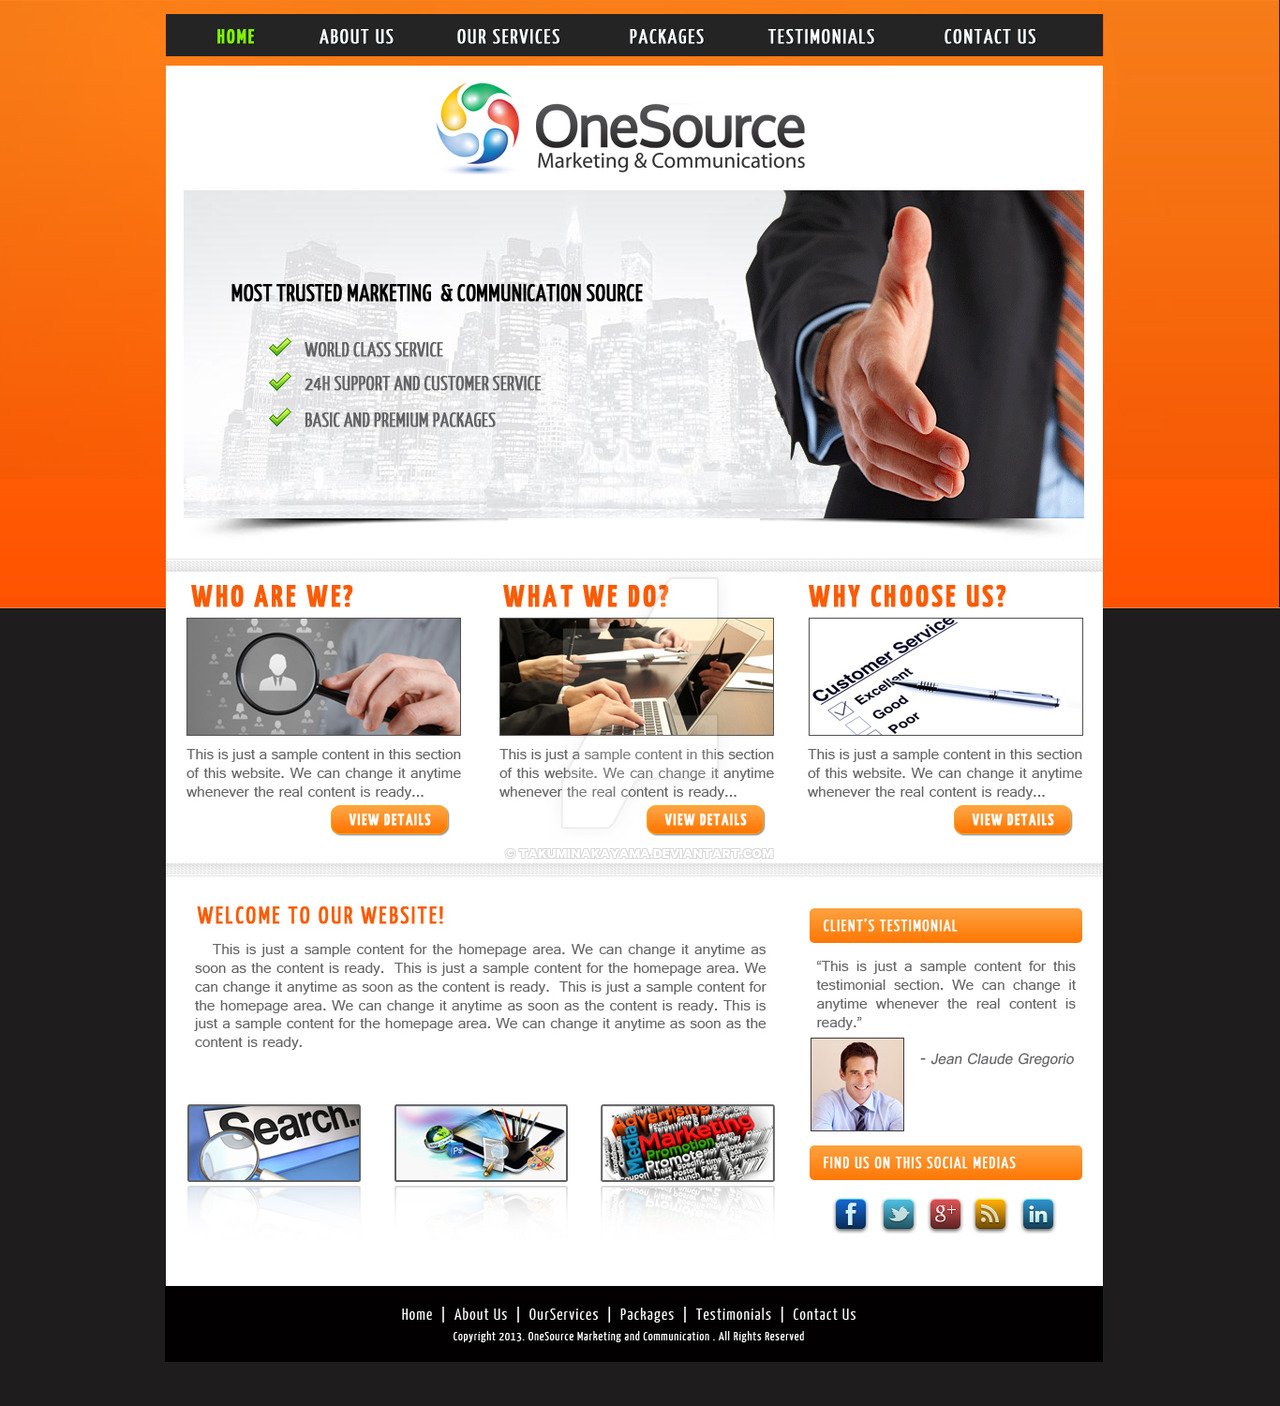 HOME ABOUT US OUR SERVICES PACKAGES TESTIMONIALS CONTACT US
OneSource
Marketing & Communications
MOST TRUSTED MARKETING & COMMUNICATION SOURCE
WORLD CLASS SERVICE
24H SUPPORT AND CUSTOMER SERVICE
BASIC AND PREMIUM PACKAGES
WHO ARE WE?
This is just a sample content in this section
of this website. We can change it anytime
whenever the real content is ready...
VIEW DETAILS
WHAT WE DO?
This is just a sample content in this section
of this website. We can change it anytime
whenever the real content is ready...
VIEW DETAILS
WHY CHOOSE US?
Customer Service
Excellent
Good
Poor
This is just a sample content in this section
of this website. We can change it anytime
whenever the real content is ready...
VIEW DETAILS
© TAKUMINAKAYAMA.DEVIANTART.COM
WELCOME TO OUR WEBSITE!
This is just a sample content for the homepage area. We can change it anytime as
soon as the content is ready. This is just a sample content for the homepage area. We
can change it anytime as soon as the content is ready. This is just a sample content for
the homepage area. We can change it anytime as soon as the content is ready. This is
just a sample content for the homepage area. We can change it anytime as soon as the
content is ready.
Search..
Ps
Advertising
Media
Marketing
Promotion
Promote
CLIENT'S TESTIMONIAL
“This is just a sample content for this
testimonial section. We can change it
anytime whenever the real content is
ready.”
- Jean Claude Gregorio
FIND US ON THIS SOCIAL MEDIAS
f
g+
in
Home | About Us | OurServices | Packages | Testimonials | Contact Us
Copyright 2013. OneSource Marketing and Communication . All Rights Reserved